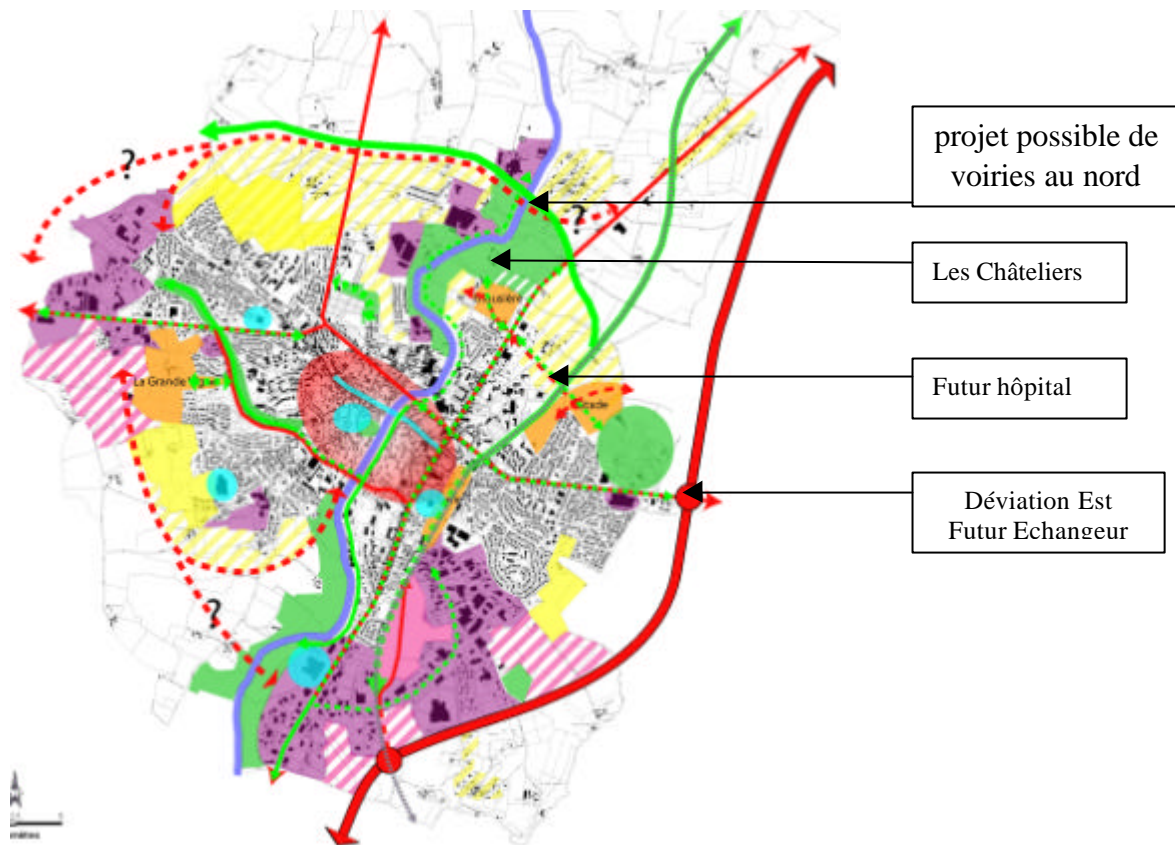 projet possible de
voiries au nord
?
?
Les Châteliers
La Grande
Futur hôpital
Déviation Est
Futur Echangeur
?